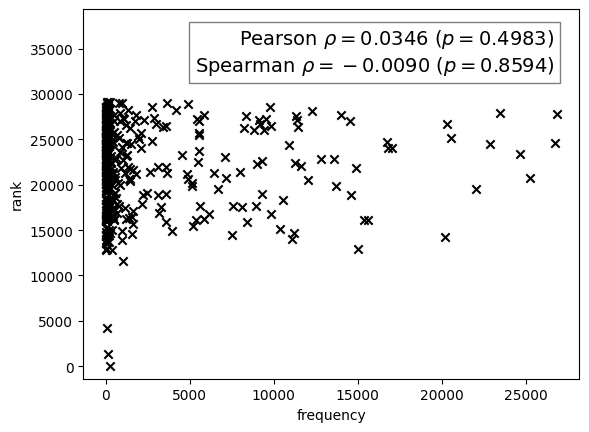 Pearson ρ = 0.0346 (p = 0.4983)
Spearman ρ = −0.0090 (p = 0.8594)
35000
30000
25000
20000
15000
10000
5000
0
rank
0 5000 10000 15000 20000 25000
frequency